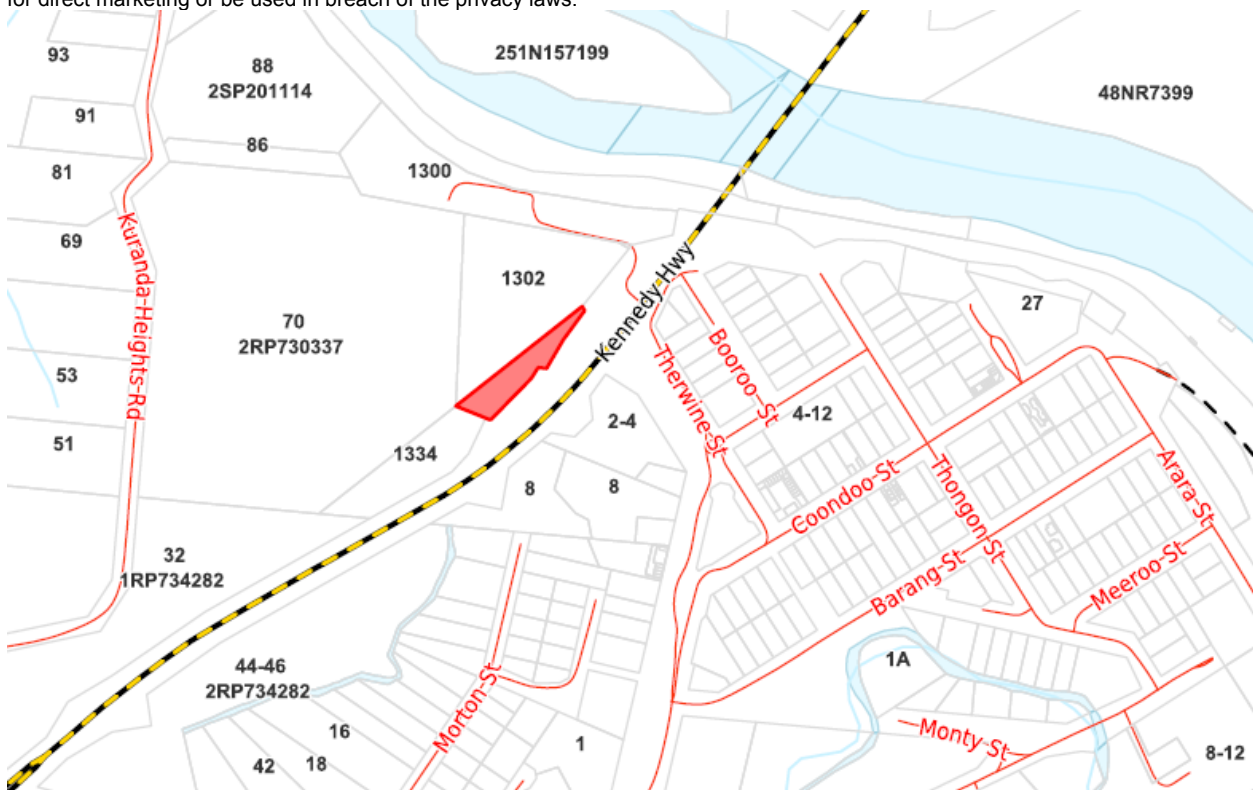 for direct marketing or be used in breach of the privacy laws.
93
88
2SP201114
251N157199
48NR7399
91
86
81
1300
69
Kuranda-Heights-Rd
1302
Kennedy-Hwy
27
70
2RP730337
Booroo-St
Therwine-St
53
4-12
2-4
51
1334
8
8
Coondoo-St
Thongon-St
Arara-St
32
1RP734282
Barang-St
Meeroo-St
44-46
2RP734282
1A
Morton-St
16
1
Monty-St
42
18
8-12